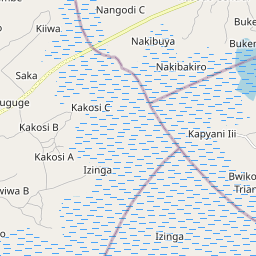 Nangodi C
Kiiwa
Nakibuya
Nakibakiro
Saka
Kakosi C
Kakosi B
Kapyani Iii
Kakosi A
Izinga
Izinga